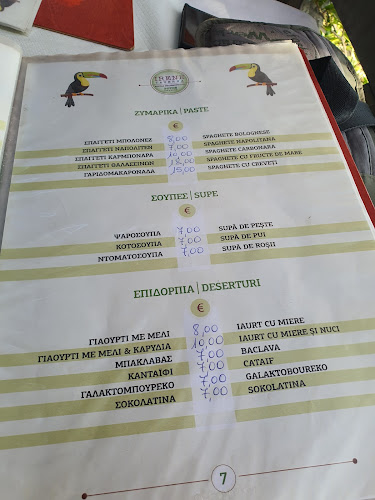 IRENE
ΖΥΜΑΡΙΚΑ | PASTE
€
ΣΠΑΓΓΕΤΙ ΜΠΟΛΟΝΕΖ 8,00 SPAGHETE BOLOGNESE
ΣΠΑΓΓΕΤΙ ΝΑΠΟΛΙΤΕΝ 7,00 SPAGHETE NAPOLITANA
ΣΠΑΓΓΕΤΙ ΚΑΡΜΠΟΝΑΡΑ 10,00 SPAGHETE CARBONARA
ΣΠΑΓΓΕΤΙ ΘΑΛΑΣΣΙΝΩΝ 18,00 SPAGHETE CU FRUCTE DE MARE
ΓΑΡΙΔΟΜΑΚΑΡΟΝΑΔΑ 15,00 SPAGHETE CU CREVETI
ΣΟΥΠΕΣ | SUPE
€
ΨΑΡΟΣΟΥΠΑ 7,00 SUPĂ DE PEȘTE
ΚΟΤΟΣΟΥΠΑ 7,00 SUPĂ DE PUI
ΝΤΟΜΑΤΟΣΟΥΠΑ 7,00 SUPĂ DE ROȘII
ΕΠΙΔΟΡΠΙΑ | DESERTURI
€
ΓΙΑΟΥΡΤΙ ΜΕ ΜΕΛΙ 8,00 IAURT CU MIERE
ΓΙΑΟΥΡΤΙ ΜΕ ΜΕΛΙ & ΚΑΡΥΔΙΑ 10,00 IAURT CU MIERE ȘI NUCI
ΜΠΑΚΛΑΒΑΣ 7,00 BACLAVA
ΚΑΝΤΑΪΦΙ 7,00 CATAIF
ΓΑΛΑΚΤΟΜΠΟΥΡΕΚΟ 7,00 GALAKTOBOUREKO
ΣΟΚΟΛΑΤΙΝΑ 7,00 SOKOLATINA
7